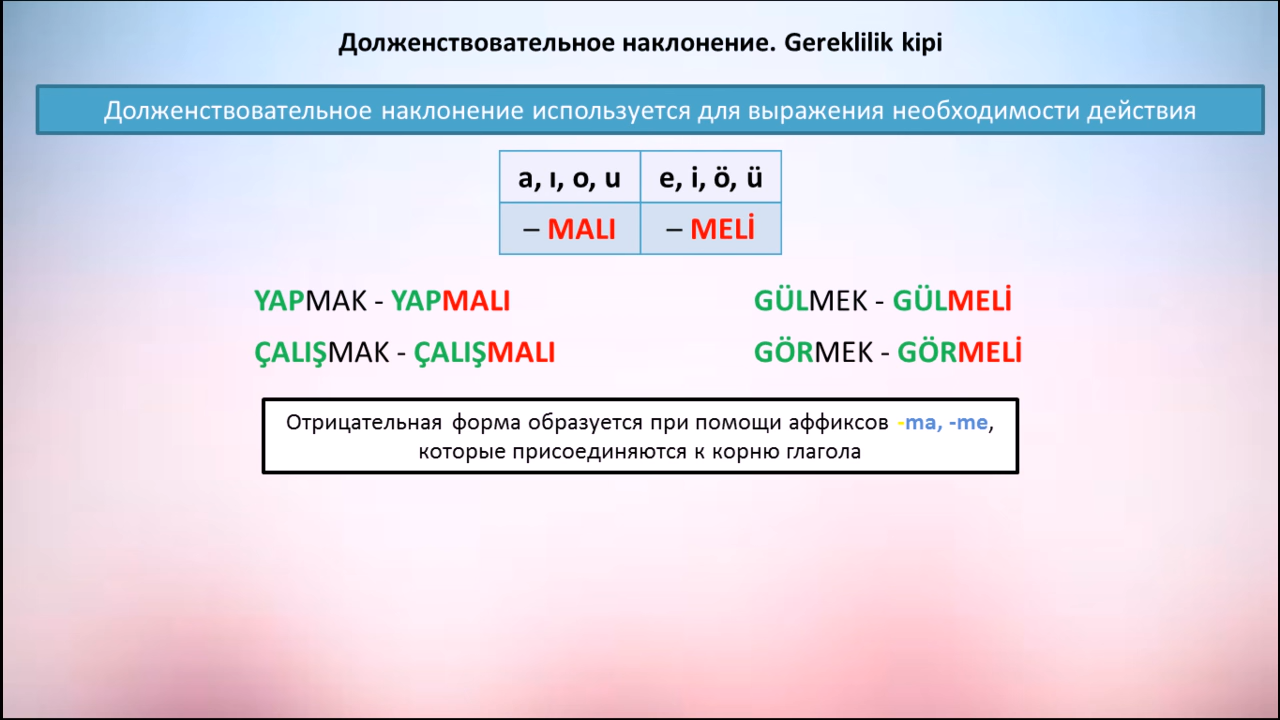 Долженствовательное наклонение. Gereklilik kipi
Долженствовательное наклонение используется для выражения необходимости действия
a, ı, o, u e, i, ö, ü
– MALI – MELİ
YAPMAK - YAPMALI GÜLMEK - GÜLMELİ
ÇALIŞMAK - ÇALIŞMALI GÖRMEK - GÖRMELİ
Отрицательная форма образуется при помощи аффиксов -ma, -me,
которые присоединяются к корню глагола